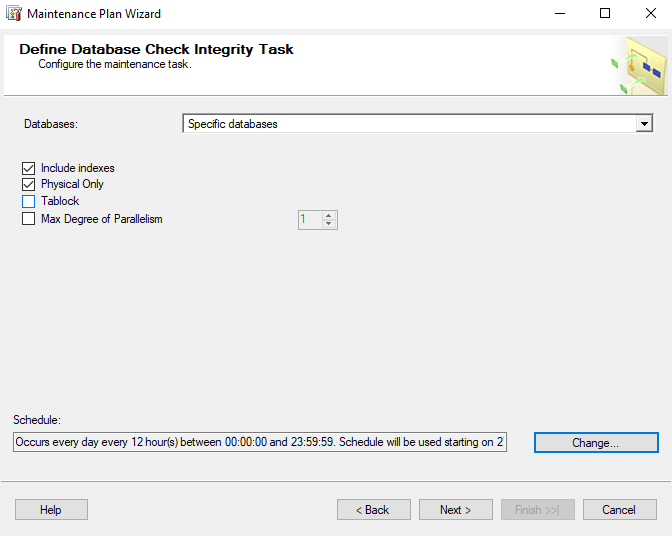 Maintenance Plan Wizard
Define Database Check Integrity Task
Configure the maintenance task.
Databases:
Specific databases
Include indexes
Physical Only
Tablock
Max Degree of Parallelism
1
Schedule:
Occurs every day every 12 hour(s) between 00:00:00 and 23:59:59. Schedule will be used starting on 2
Change...
Help
< Back
Next >
Finish >>|
Cancel